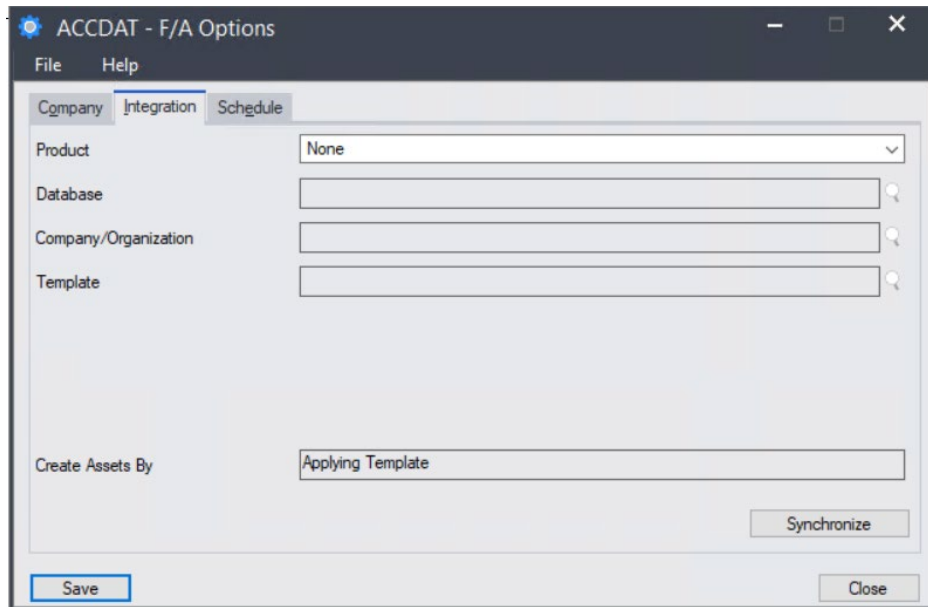 ACCDAT - F/A Options
File Help
Company Integration Schedule
Product None
Database
Company/Organization
Template
Create Assets By Applying Template
Synchronize
Save Close